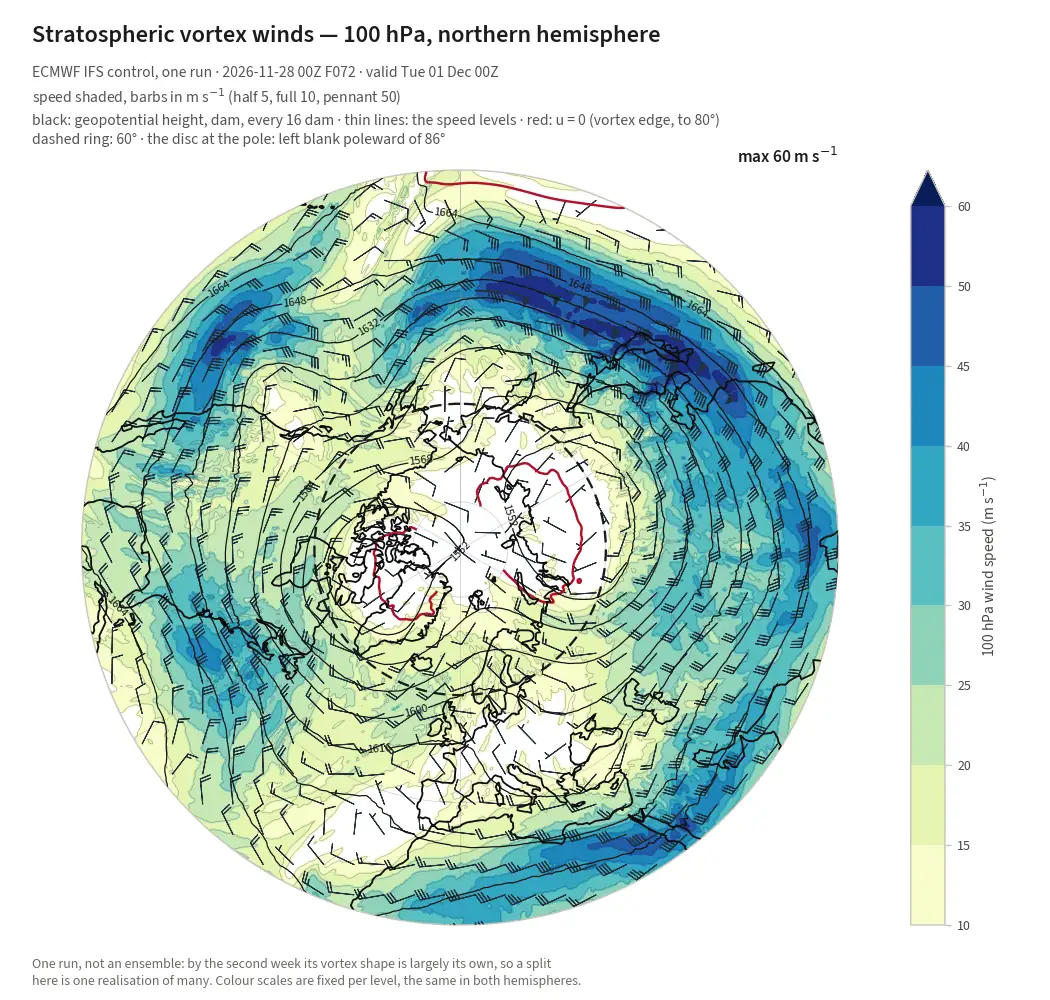 Stratospheric vortex winds — 100 hPa, northern hemisphere
ECMWF IFS control, one run · 2026-11-28 00Z F072 · valid Tue 01 Dec 00Z
speed shaded, barbs in m s⁻¹ (half 5, full 10, pennant 50)
black: geopotential height, dam, every 16 dam · thin lines: the speed levels · red: u = 0 (vortex edge, to 80°)
dashed ring: 60° · the disc at the pole: left blank poleward of 86°
max 60 m s⁻¹
1664
1664
1648
1648
1664
1632
1568
1552
1552
1600
60
50
45
40
35
30
25
20
15
10
100 hPa wind speed (m s⁻¹)
One run, not an ensemble: by the second week its vortex shape is largely its own, so a split
here is one realisation of many. Colour scales are fixed per level, the same in both hemispheres.